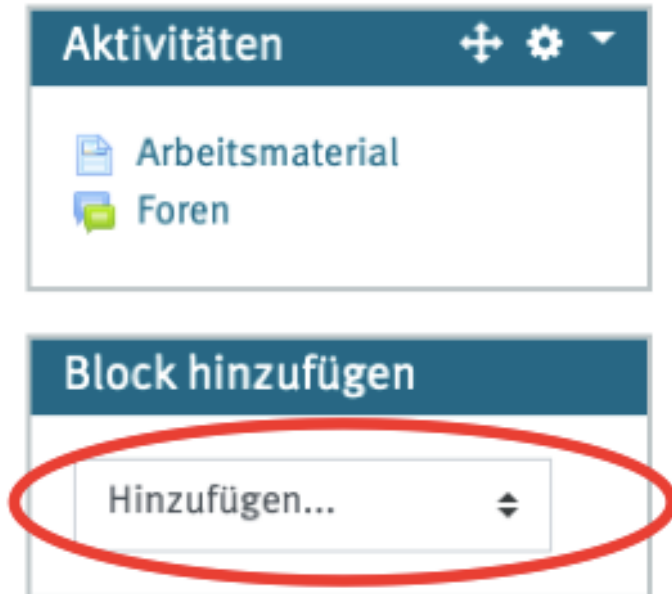 Aktivitäten
Arbeitsmaterial
Foren
Block hinzufügen
Hinzufügen...